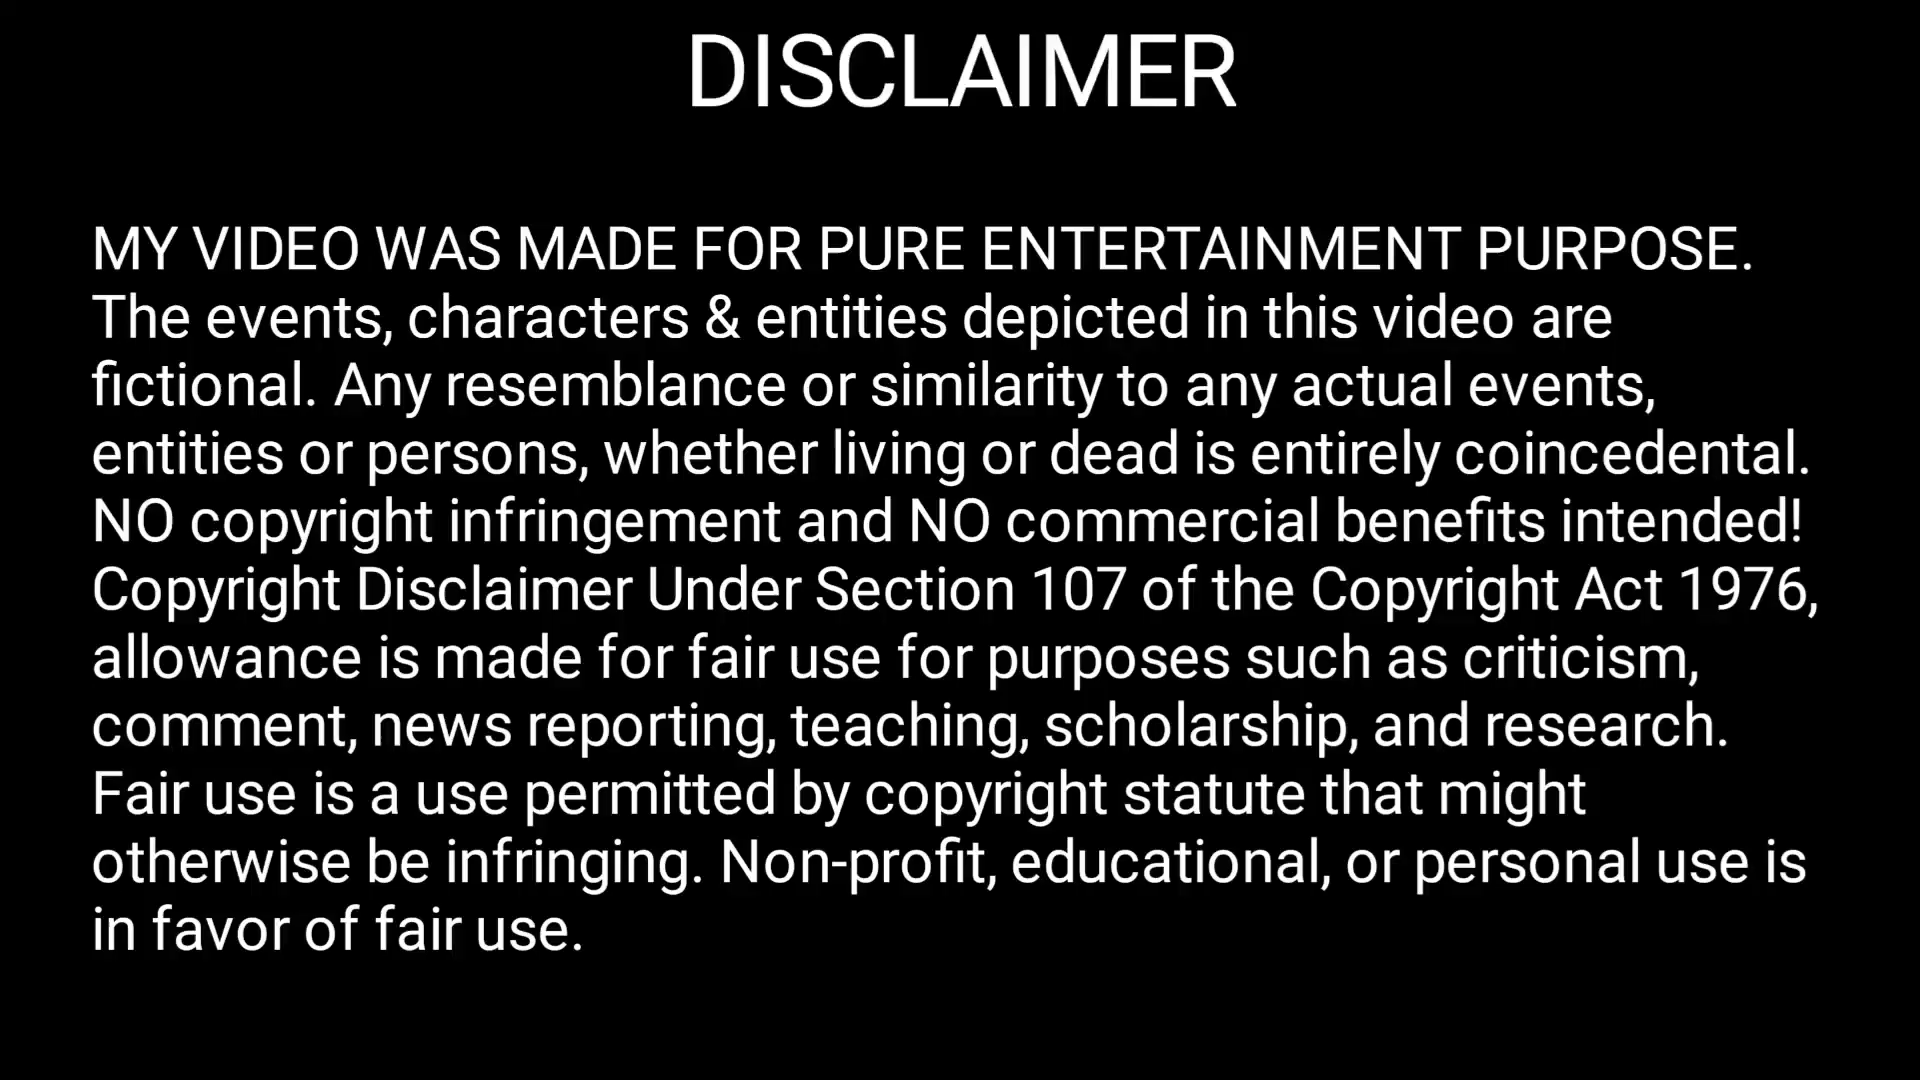 DISCLAIMER
MY VIDEO WAS MADE FOR PURE ENTERTAINMENT PURPOSE.
The events, characters & entities depicted in this video are
fictional. Any resemblance or similarity to any actual events,
entities or persons, whether living or dead is entirely coincedental.
NO copyright infringement and NO commercial benefits intended!
Copyright Disclaimer Under Section 107 of the Copyright Act 1976,
allowance is made for fair use for purposes such as criticism,
comment, news reporting, teaching, scholarship, and research.
Fair use is a use permitted by copyright statute that might
otherwise be infringing. Non-profit, educational, or personal use is
in favor of fair use.